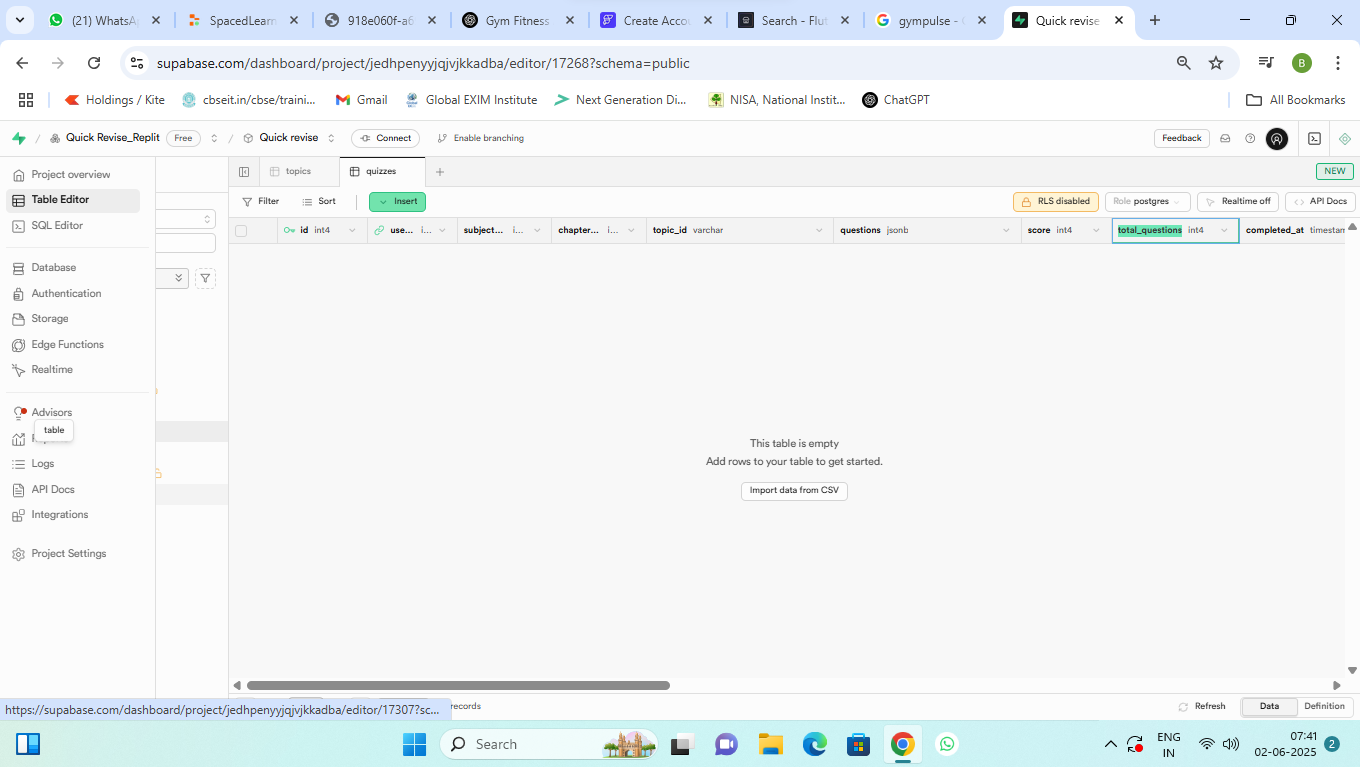 (21) WhatsA
SpacedLearn
918e060f-a6
Gym Fitness
Create Accou
Search - Flut
gympulse - G
Quick revise
supabase.com/dashboard/project/jedhpenyyjqjvjkkadba/editor/17268?schema=public
B
Holdings / Kite
cbseit.in/cbse/traini...
Gmail
Global EXIM Institute
Next Generation Di...
NISA, National Instit...
ChatGPT
All Bookmarks
Quick Revise_Replit
Free
Quick revise
Connect
Enable branching
Feedback
Project overview
Table Editor
SQL Editor
Database
Authentication
Storage
Edge Functions
Realtime
Advisors
table
Logs
API Docs
Integrations
Project Settings
topics
quizzes
NEW
Filter
Sort
Insert
RLS disabled
Role postgres
Realtime off
API Docs
id int4
use... i...
subject... i...
chapter... i...
topic_id varchar
questions jsonb
score int4
total_questions int4
completed_at timestam
This table is empty
Add rows to your table to get started.
Import data from CSV
https://supabase.com/dashboard/project/jedhpenyyjqjvjkkadba/editor/17307?sc...
records
Refresh
Data
Definition
Search
ENG
IN
07:41
02-06-2025
2